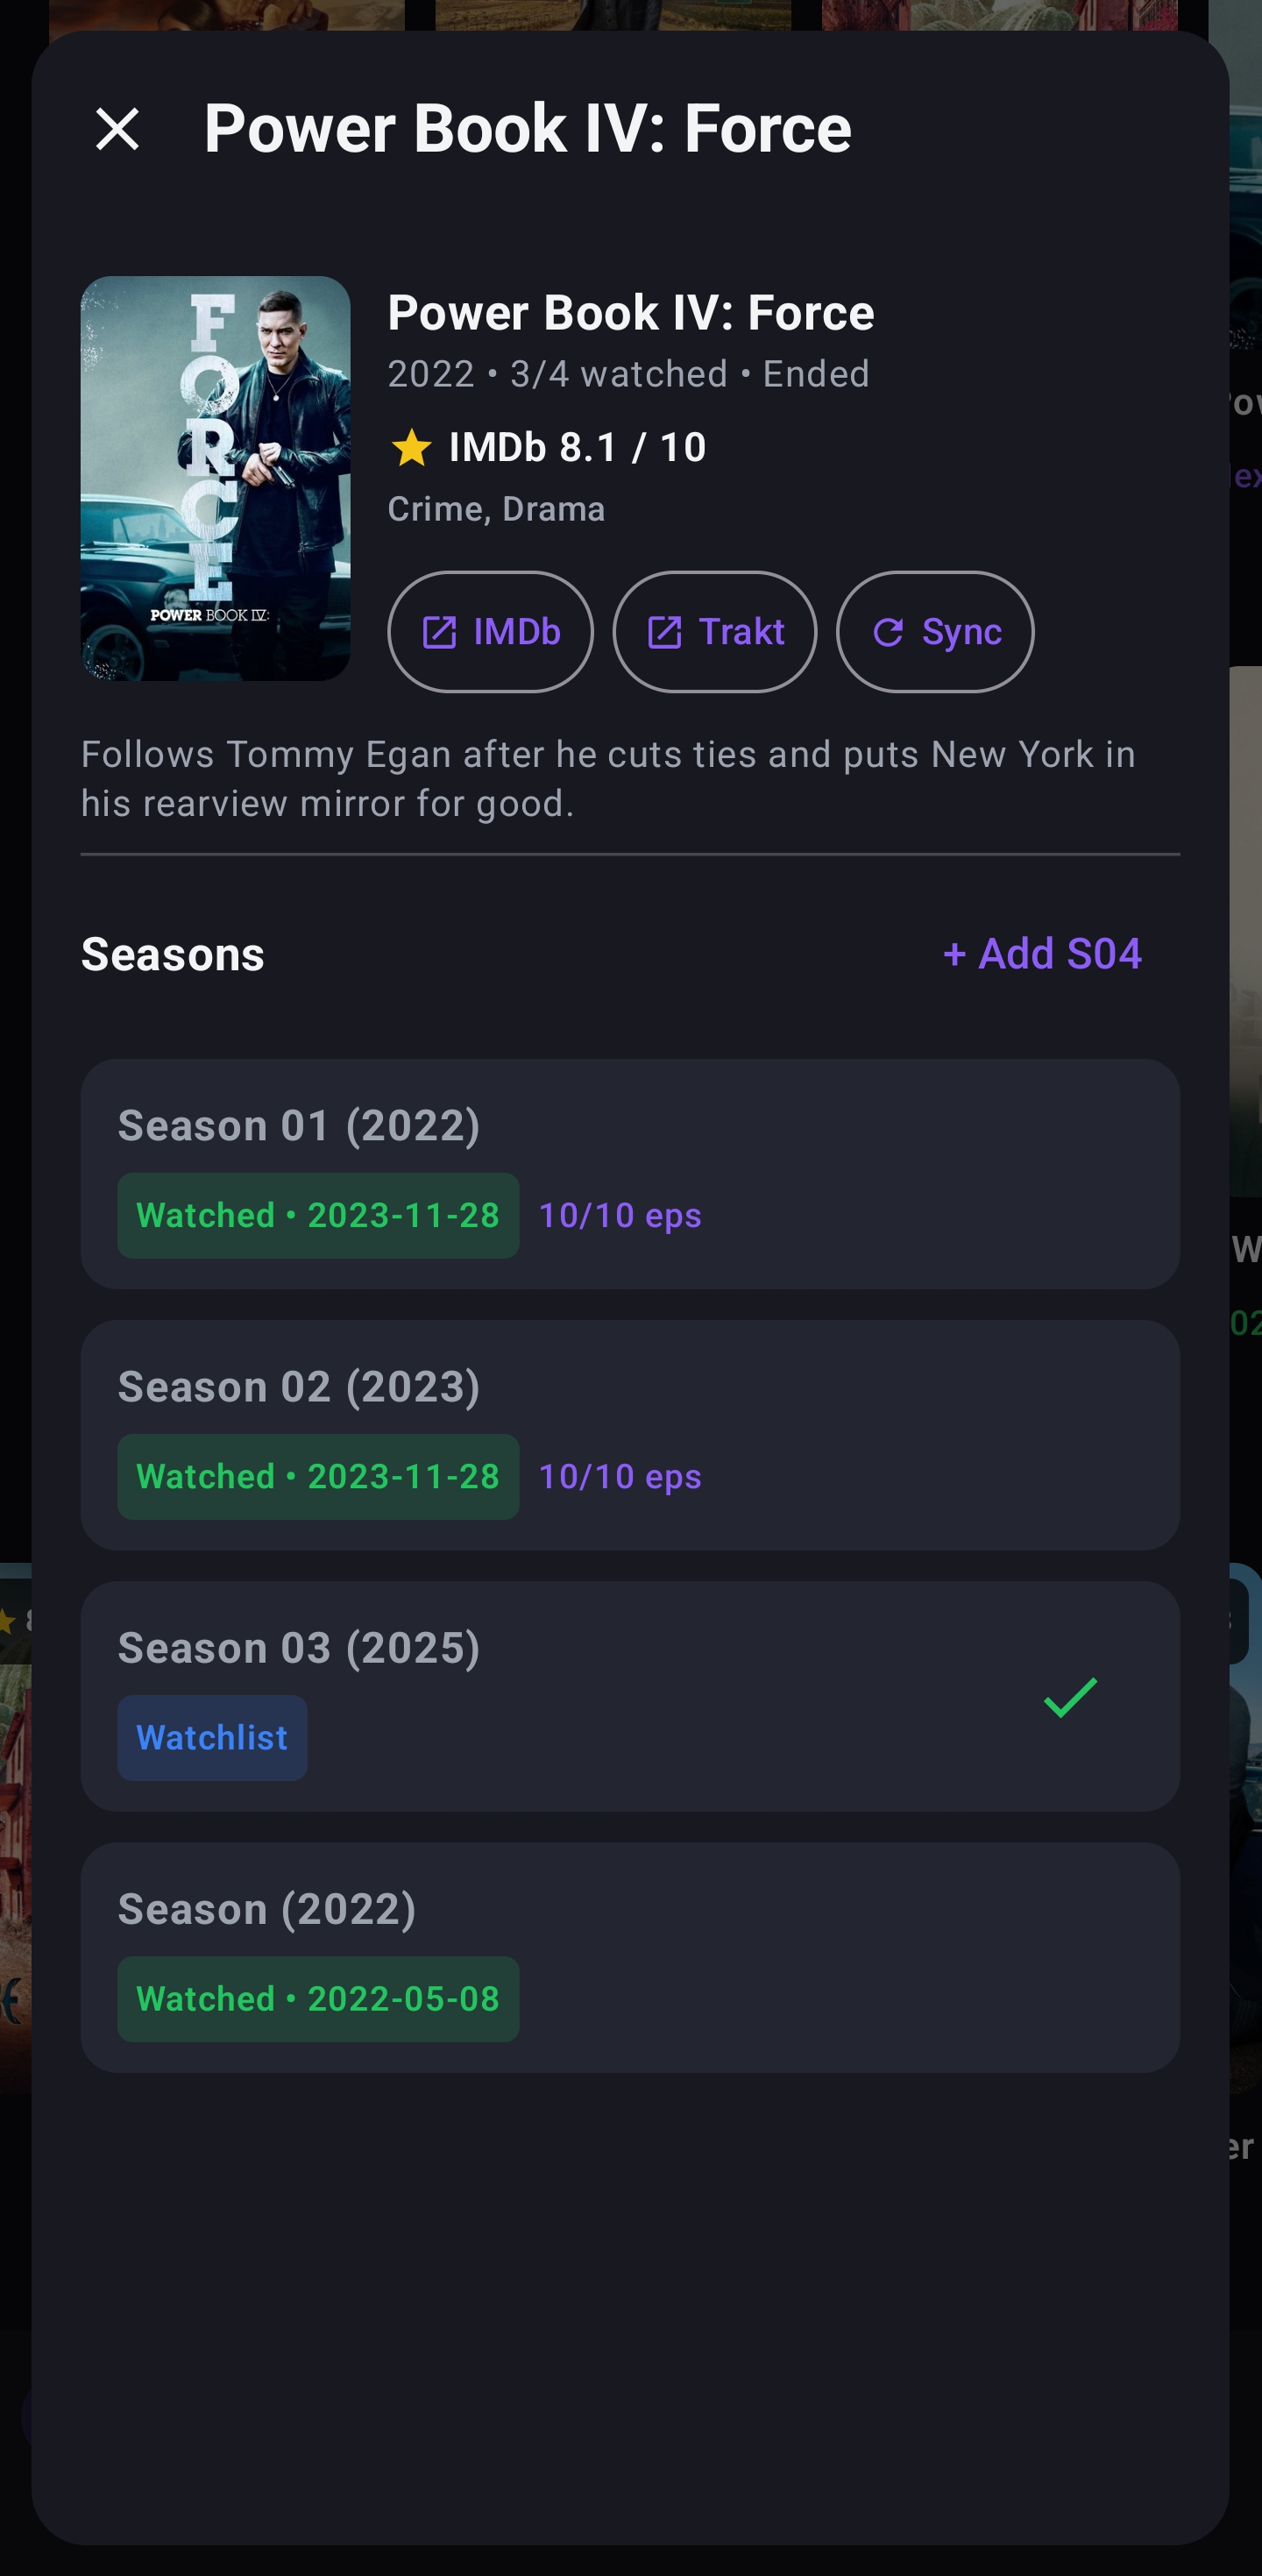 Power Book IV: Force
FORCE
POWER BOOK IV:
Power Book IV: Force
2022 • 3/4 watched • Ended
IMDb 8.1 / 10
Crime, Drama
IMDb
Trakt
Sync
Follows Tommy Egan after he cuts ties and puts New York in
his rearview mirror for good.
Seasons
+ Add S04
Season 01 (2022)
Watched • 2023-11-28 10/10 eps
Season 02 (2023)
Watched • 2023-11-28 10/10 eps
Season 03 (2025)
Watchlist
Season (2022)
Watched • 2022-05-08